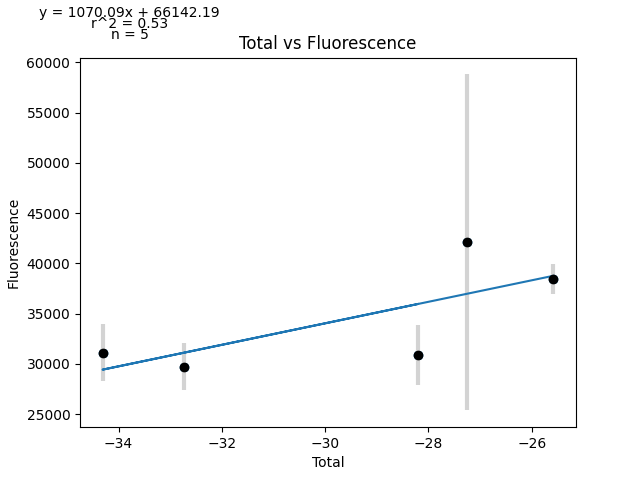 y = 1070.09x + 66142.19
r^2 = 0.53
n = 5
Total vs Fluorescence
60000
55000
50000
45000
40000
35000
30000
25000
Fluorescence
−34
−32
−30
−28
−26
Total